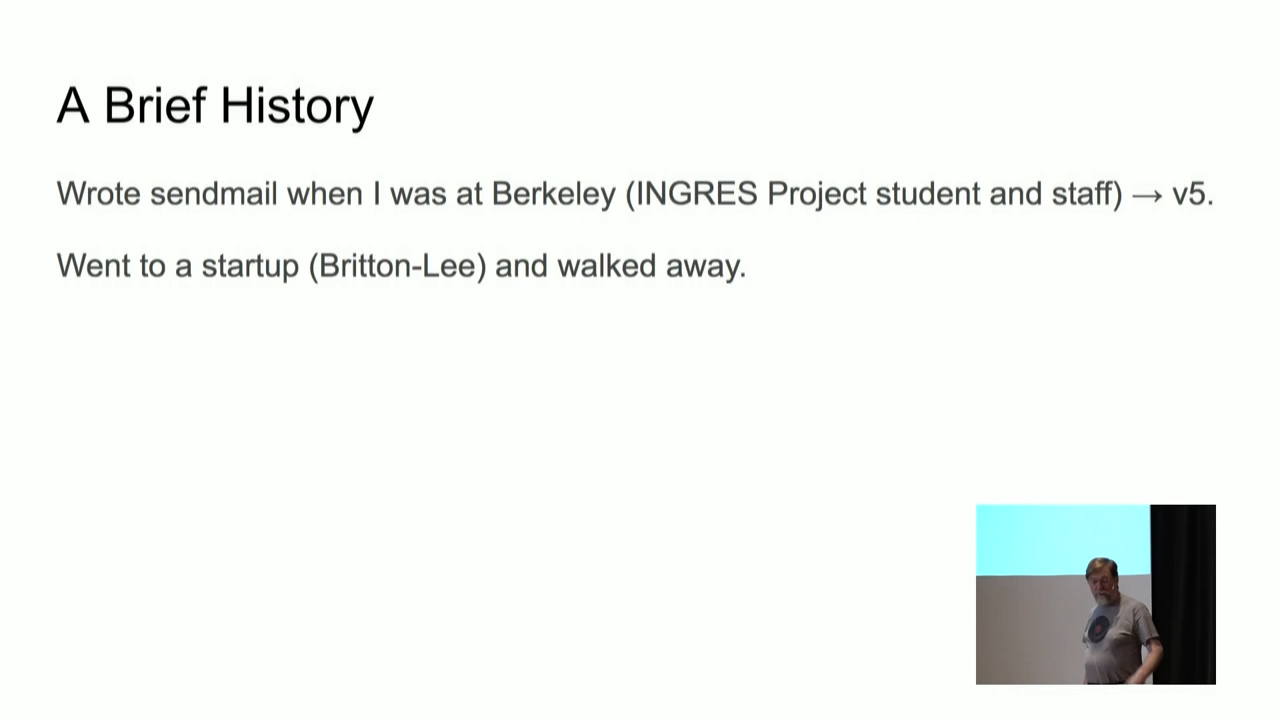 A Brief History
Wrote sendmail when I was at Berkeley (INGRES Project student and staff) → v5.
Went to a startup (Britton-Lee) and walked away.